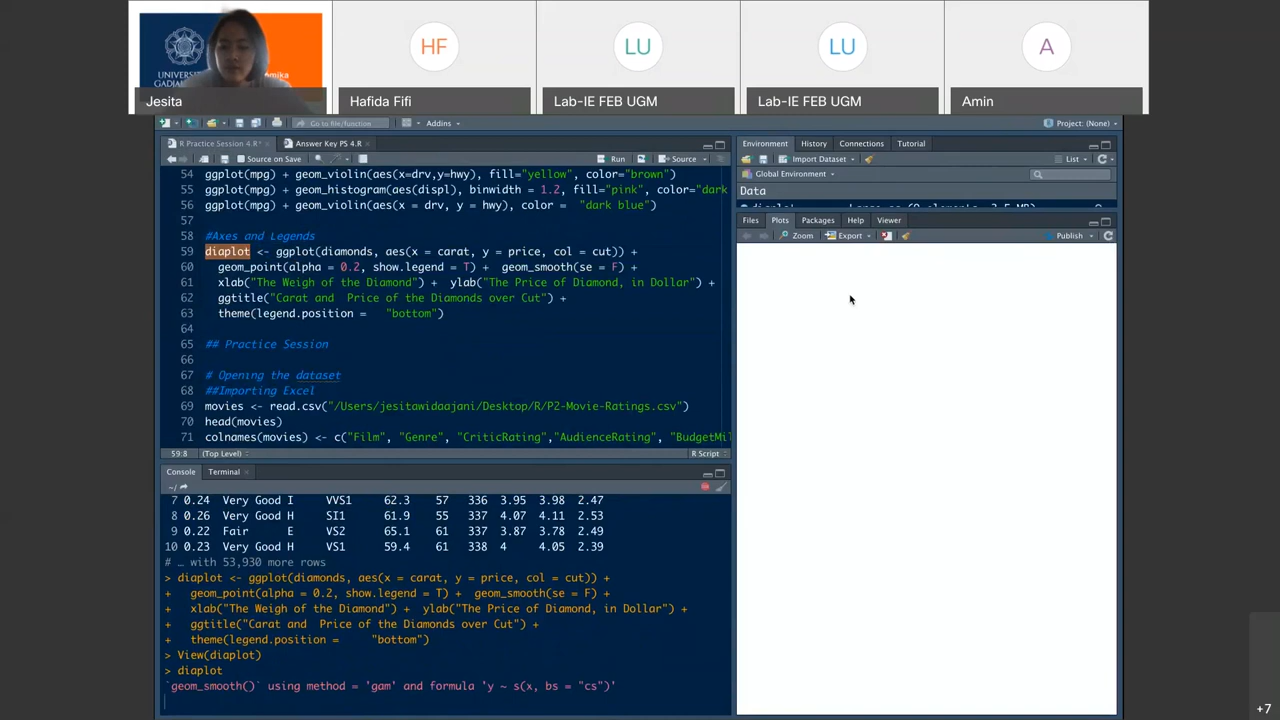 UNIVERSI
GADJA
omika
HF
LU
LU
A
Jesita
Hafida Fifi
Lab-IE FEB UGM
Lab-IE FEB UGM
Amin
Go to file/function
Addins
Project: (None)
R Practice Session 4.R*
Answer Key PS 4.R
Source on Save
Run
Source
54 ggplot(mpg) + geom_violin(aes(x=drv,y=hwy), fill="yellow", color="brown")
55 ggplot(mpg) + geom_histogram(aes(displ), binwidth = 1.2, fill="pink", color="dark
56 ggplot(mpg) + geom_violin(aes(x = drv, y = hwy), color =  "dark blue")
57
58 #Axes and Legends
59 diaplot <- ggplot(diamonds, aes(x = carat, y = price, col = cut)) +
60   geom_point(alpha = 0.2, show.legend = T) +  geom_smooth(se = F) +
61   xlab("The Weigh of the Diamond") +  ylab("The Price of Diamond, in Dollar") +
62   ggtitle("Carat and  Price of the Diamonds over Cut") +
63   theme(legend.position =   "bottom")
64
65 ## Practice Session
66
67 # Opening the dataset
68 ##Importing Excel
69 movies <- read.csv("/Users/jesitawidaajani/Desktop/R/P2-Movie-Ratings.csv")
70 head(movies)
71 colnames(movies) <- c("Film", "Genre", "CriticRating","AudienceRating", "BudgetMil
59:8 (Top Level) R Script
Console Terminal
~/
7 0.24 Very Good I VVS1 62.3 57 336 3.95 3.98 2.47
8 0.26 Very Good H SI1 61.9 55 337 4.07 4.11 2.53
9 0.22 Fair E VS2 65.1 61 337 3.87 3.78 2.49
10 0.23 Very Good H VS1 59.4 61 338 4 4.05 2.39
# … with 53,930 more rows
> diaplot <- ggplot(diamonds, aes(x = carat, y = price, col = cut)) +
+   geom_point(alpha = 0.2, show.legend = T) +  geom_smooth(se = F) +
+   xlab("The Weigh of the Diamond") +  ylab("The Price of Diamond, in Dollar") +
+   ggtitle("Carat and  Price of the Diamonds over Cut") +
+   theme(legend.position =     "bottom")
> View(diaplot)
> diaplot
`geom_smooth()` using method = 'gam' and formula 'y ~ s(x, bs = "cs")'
Environment History Connections Tutorial
Import Dataset
List
Global Environment
Data
Files Plots Packages Help Viewer
Zoom Export Publish
+7